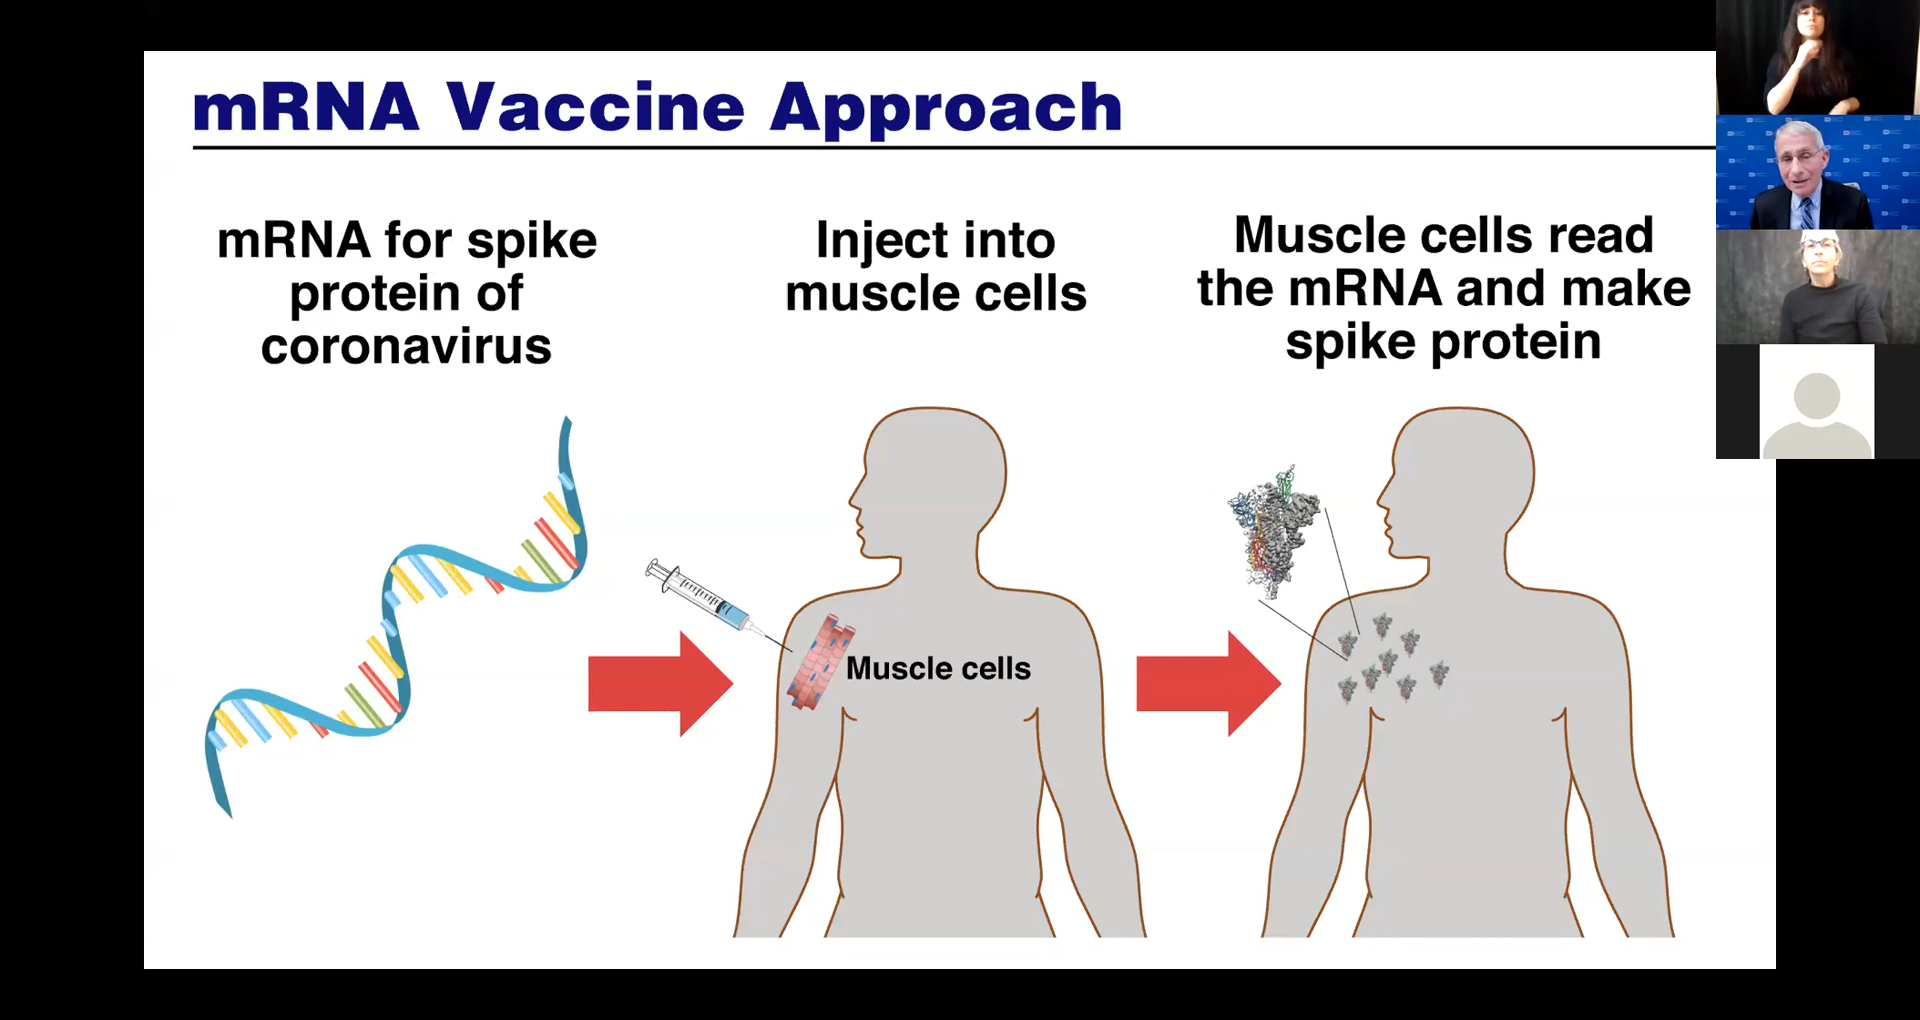 mRNA Vaccine Approach
mRNA for spike
protein of
coronavirus
Inject into
muscle cells
Muscle cells read
the mRNA and make
spike protein
Muscle cells